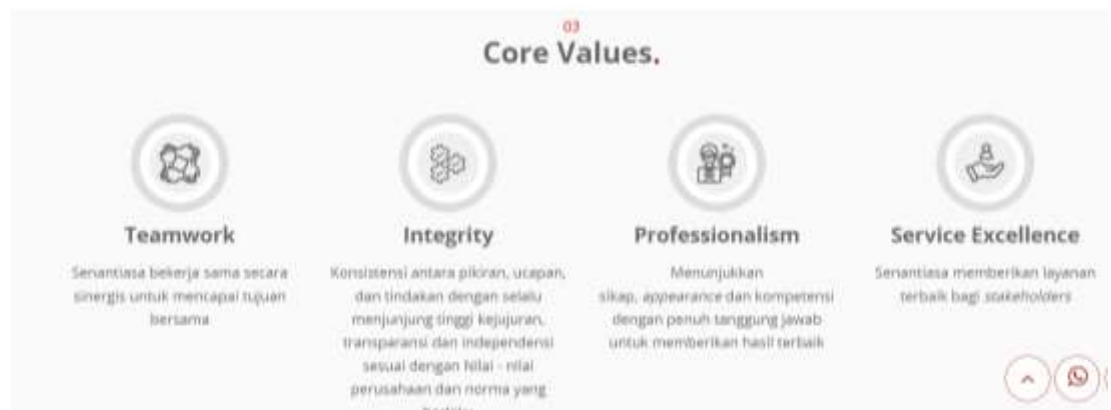 03
Core Values.
Teamwork
Senantiasa bekerja sama secara
sinergis untuk mencapai tujuan
bersama
Integrity
Konsistensi antara pikiran, ucapan,
dan tindakan dengan selalu
menjunjung tinggi kejujuran,
transparansi dan independensi
sesuai dengan Nilai - nilai
perusahaan dan norma yang
Professionalism
Menunjukkan
sikap, appearance dan kompetensi
dengan penuh tanggung jawab
untuk memberikan hasil terbaik
Service Excellence
Senantiasa memberikan layanan
terbaik bagi stakeholders